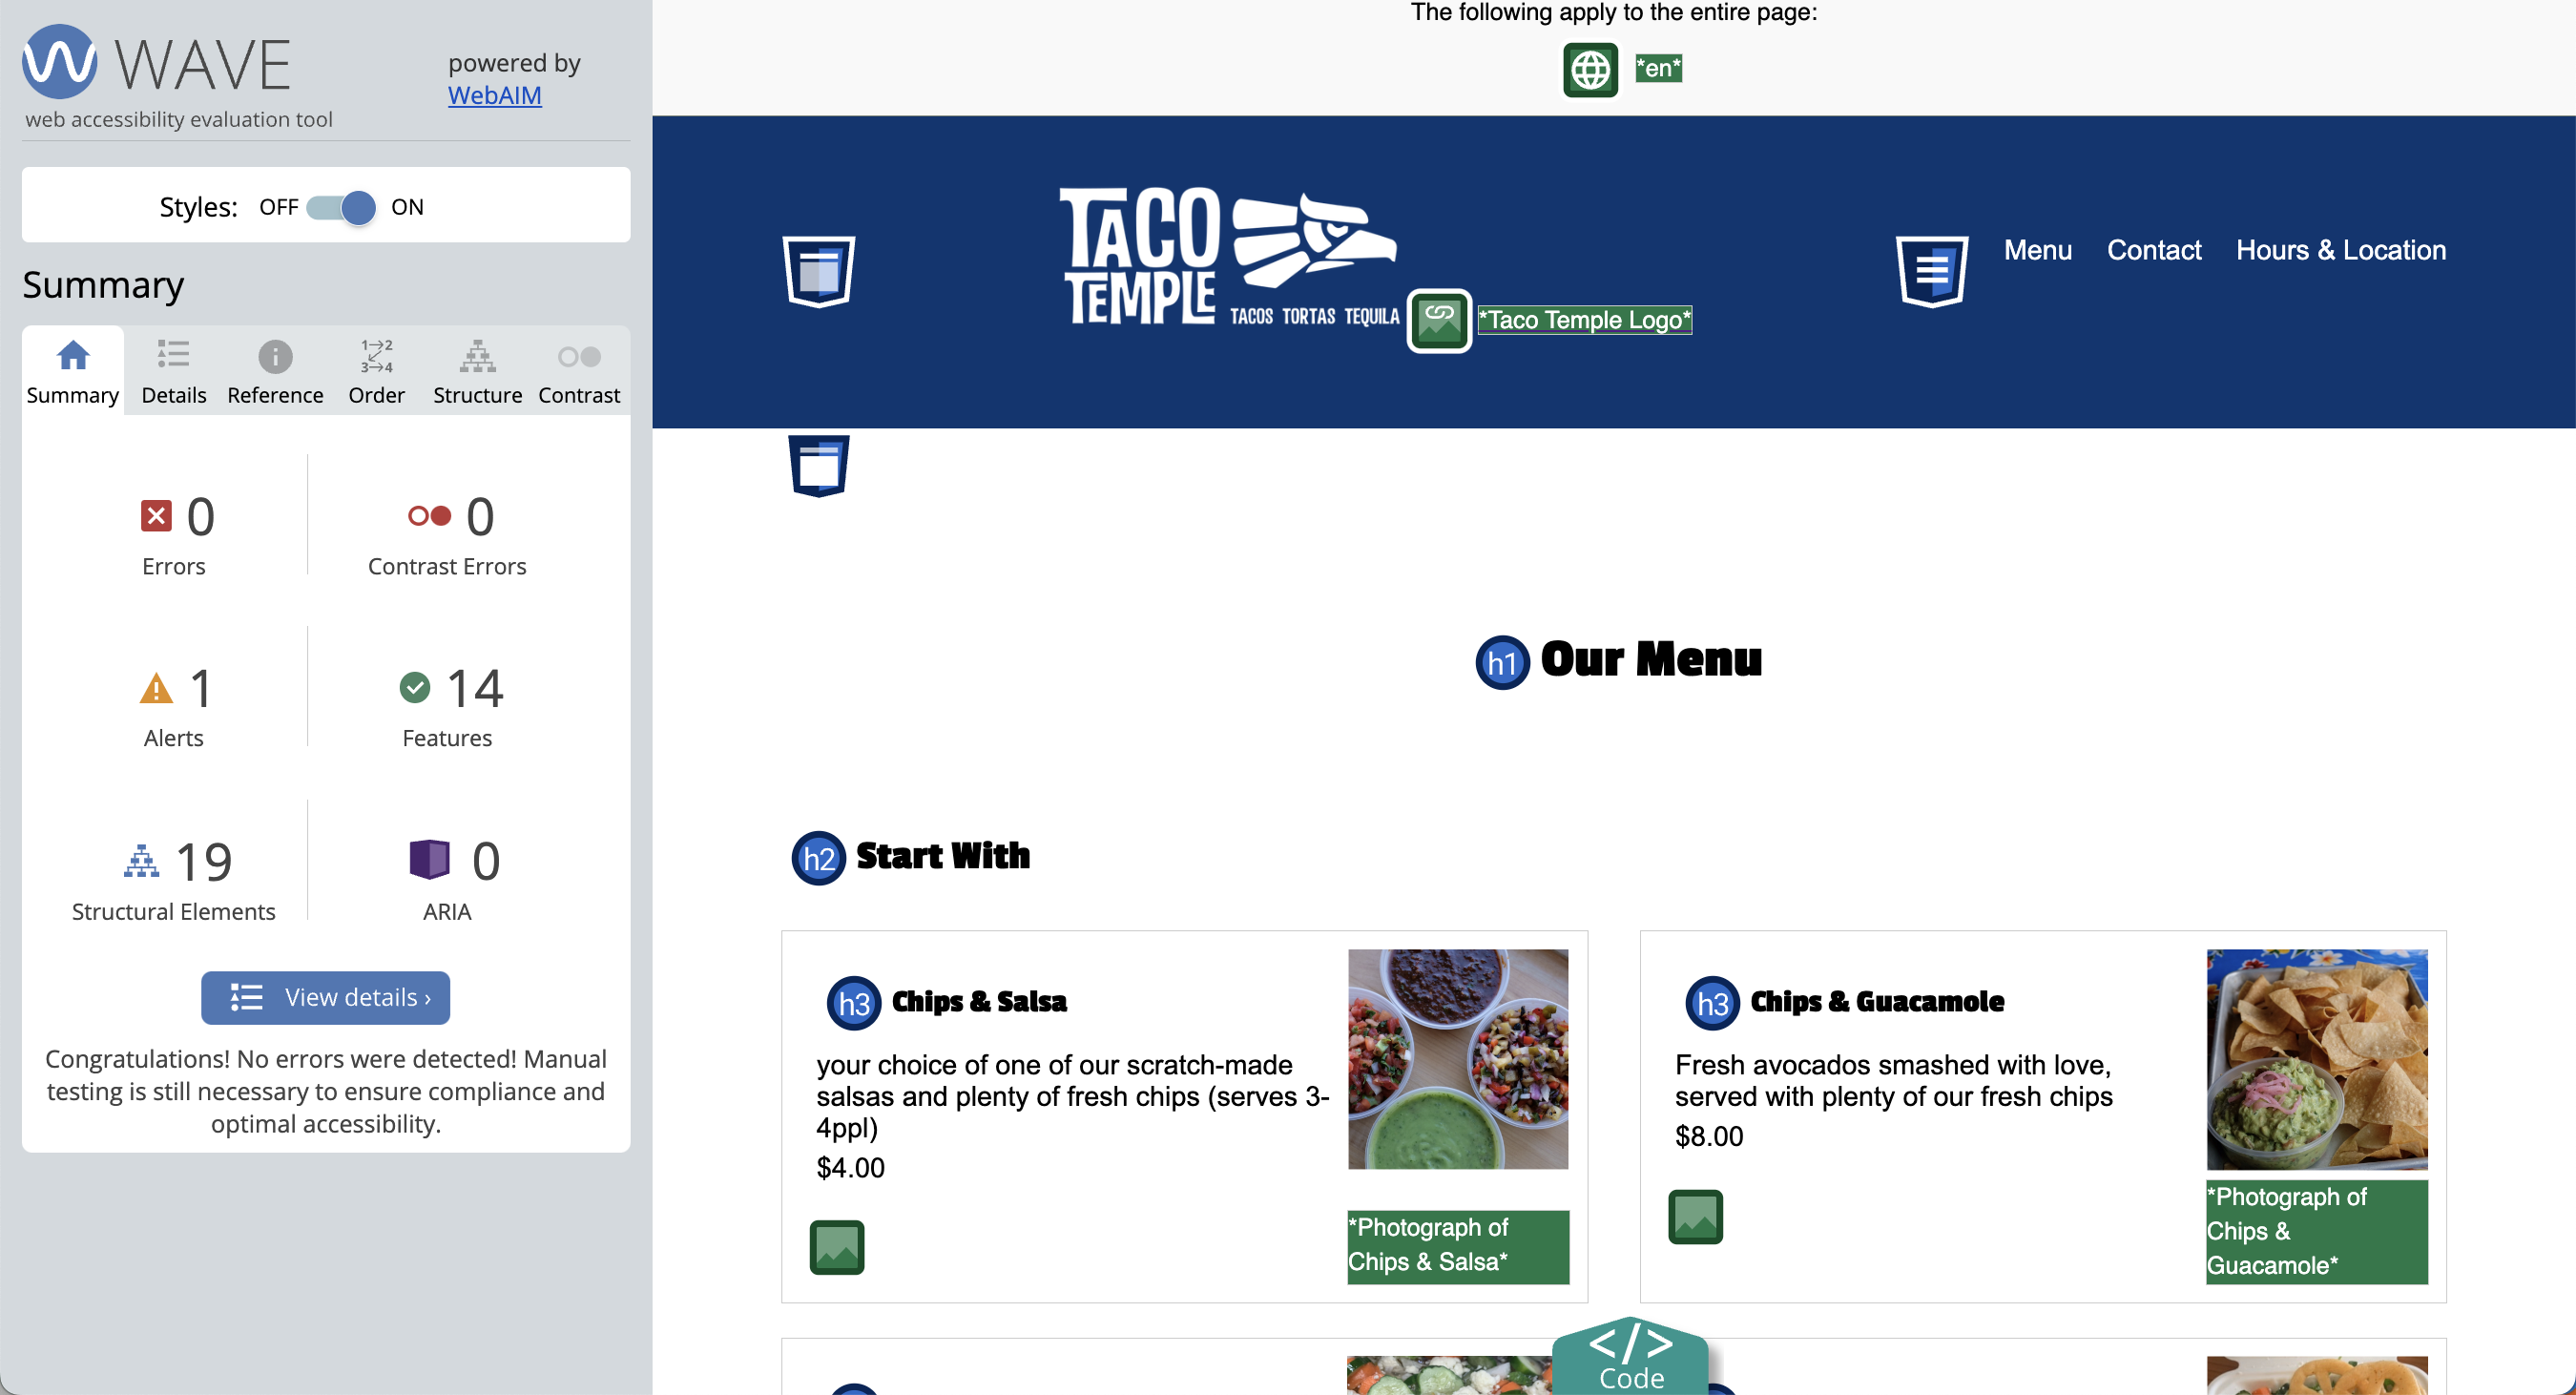 WAVE
powered by
WebAIM
web accessibility evaluation tool
Styles: OFF ON
Summary
1→2
3→4
Summary Details Reference Order Structure Contrast
0
Errors
0
Contrast Errors
1
Alerts
14
Features
19
Structural Elements
0
ARIA
View details ›
Congratulations! No errors were detected! Manual
testing is still necessary to ensure compliance and
optimal accessibility.
The following apply to the entire page:
*en*
TACO
TEMPLE
TACOS TORTAS TEQUILA
*Taco Temple Logo*
Menu Contact Hours & Location
h1 Our Menu
h2 Start With
h3 Chips & Salsa
your choice of one of our scratch-made
salsas and plenty of fresh chips (serves 3-
4ppl)
$4.00
*Photograph of
Chips & Salsa*
h3 Chips & Guacamole
Fresh avocados smashed with love,
served with plenty of our fresh chips
$8.00
*Photograph of
Chips &
Guacamole*
</>
Code